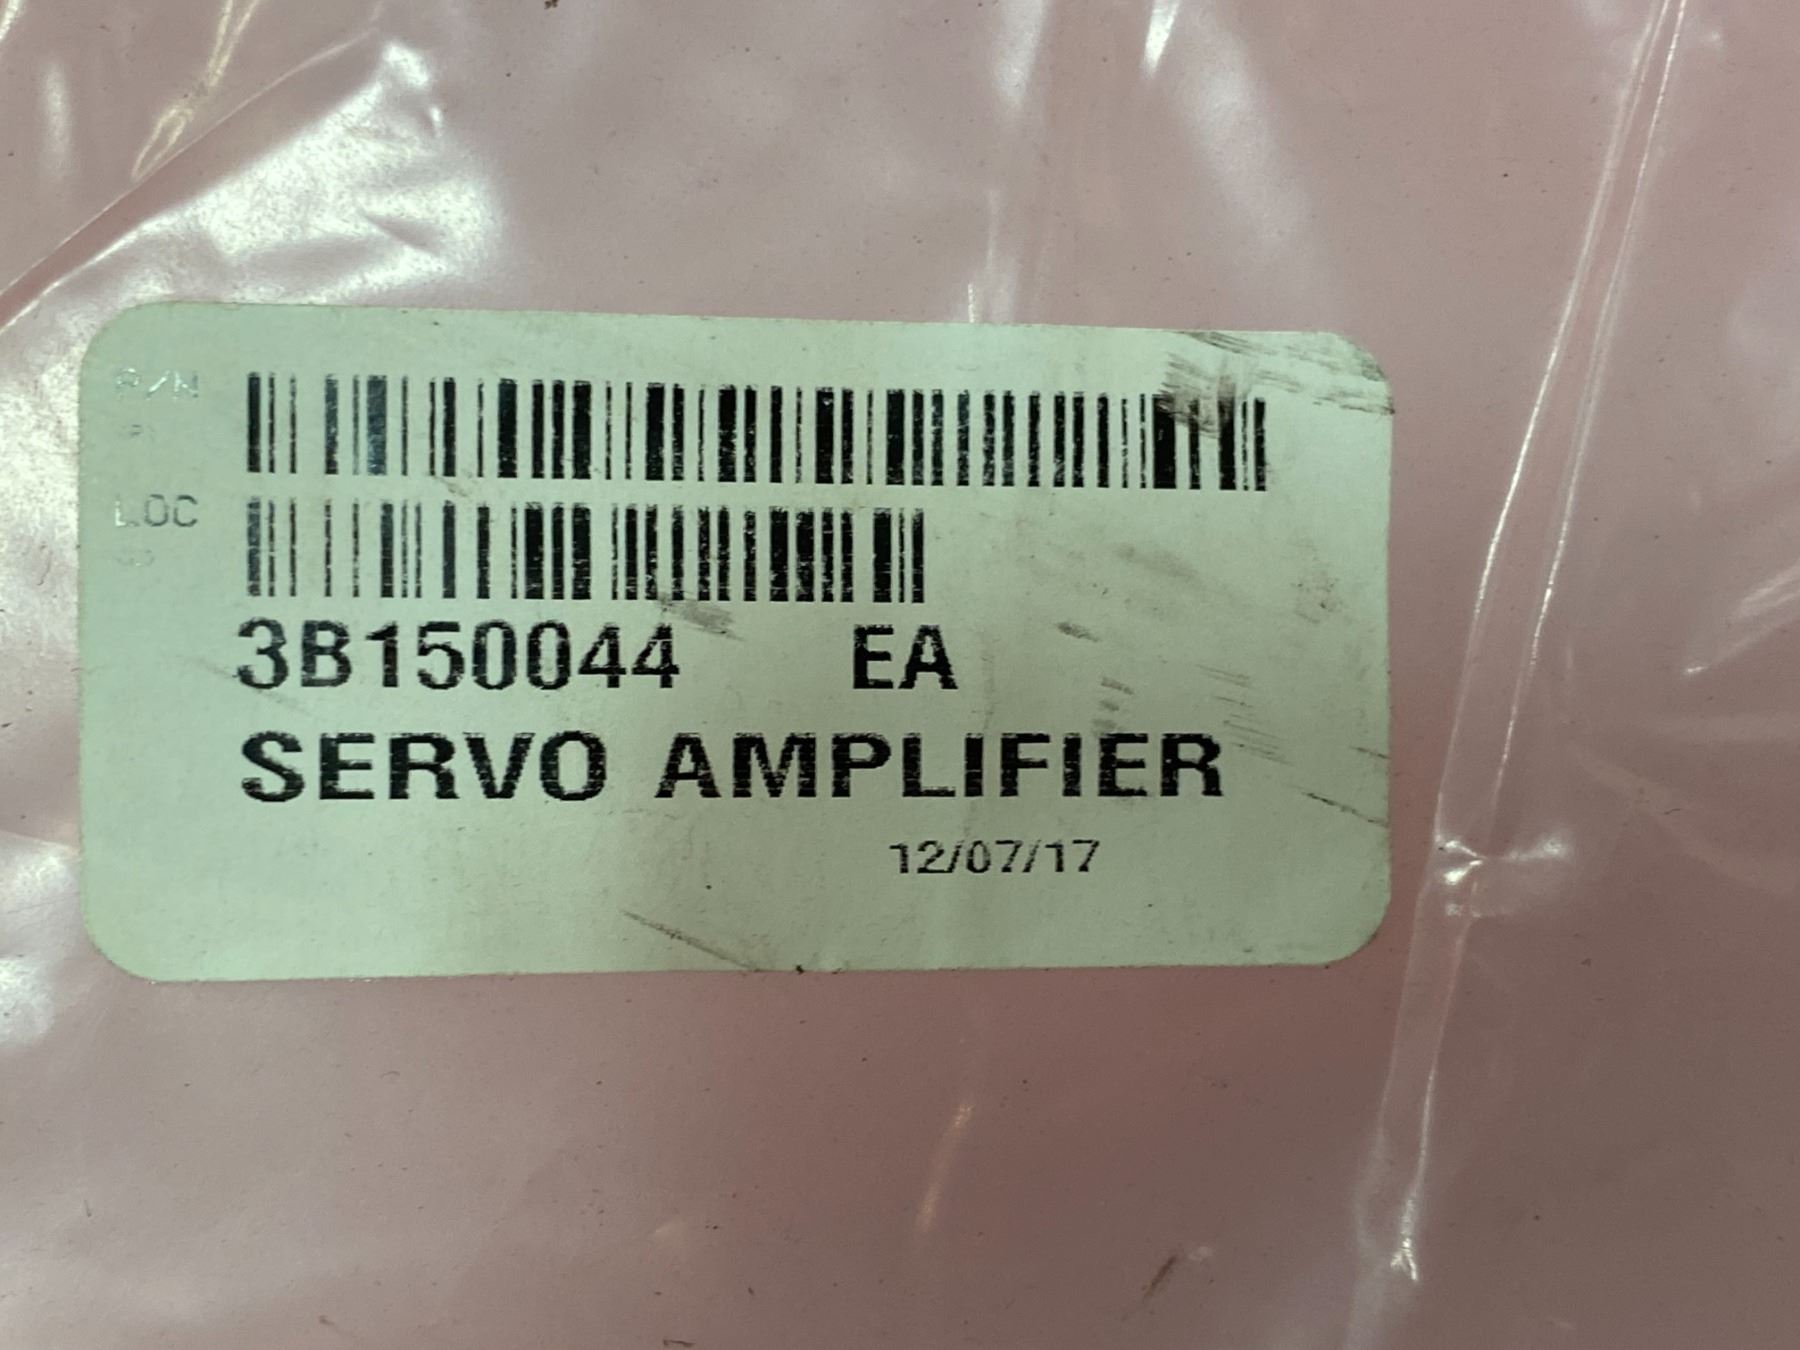 P/N
LOC
3B150044 EA
SERVO AMPLIFIER
12/07/17